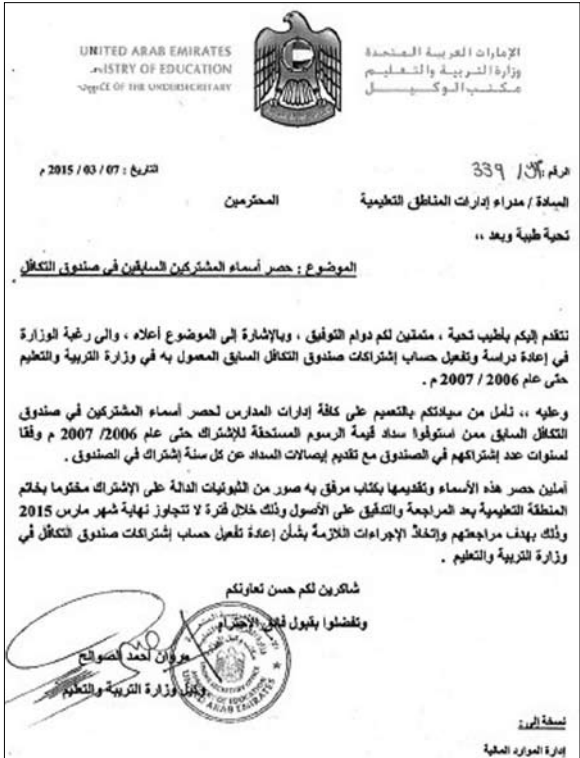 UNITED ARAB EMIRATES
ISTRY OF EDUCATION
OF THE UNDERSECRETARY
الإمارات العربية المتحدة
وزارة التربية والتعليم
مكتب الوكيل
الرقم: 339
التاريخ : 07 / 03 / 2015 م
السادة / مدراء إدارات المناطق التعليمية المحترمين
تحية طيبة وبعد ،،
الموضوع : حصر أسماء المشتركين السابقين في صندوق التكافل
نتقدم إليكم بأطيب تحية ، متمنين لكم دوام التوفيق ، وبالإشارة إلى الموضوع أعلاه ، والى رغبة الوزارة
في إعادة دراسة وتفعيل حساب إشتراكات صندوق التكافل السابق المعمول به في وزارة التربية والتعليم
حتى عام 2006 / 2007 م .
وعليه ،، نأمل من سيادتكم بالتعميم على كافة إدارات المدارس لحصر أسماء المشتركين في صندوق
التكافل السابق ممن استوفوا سداد قيمة الرسوم المستحقة للإشتراك حتى عام 2006/ 2007 م وفقا
لسنوات عدد إشتراكهم في الصندوق مع تقديم إيصالات السداد عن كل سنة إشتراك في الصندوق .
آملين حصر هذه الأسماء وتقديمها بكتاب مرفق به صور من الثبوتيات الدالة على الإشتراك مختوما بخاتم
المنطقة التعليمية بعد المراجعة والتدقيق على الأصول وذلك خلال فترة لا تتجاوز نهاية شهر مارس 2015
وذلك بهدف مراجعتهم وإتخاذ الإجراءات اللازمة بشأن إعادة تفعيل حساب إشتراكات صندوق التكافل في
وزارة التربية والتعليم .
شاكرين لكم حسن تعاونكم
وتفضلوا بقبول فائق الاحترام
مروان أحمد الصوالح
وكيل وزارة التربية والتعليم
UNITED ARAB EMIRATES
نسخة إلى :
إدارة الموارد المالية